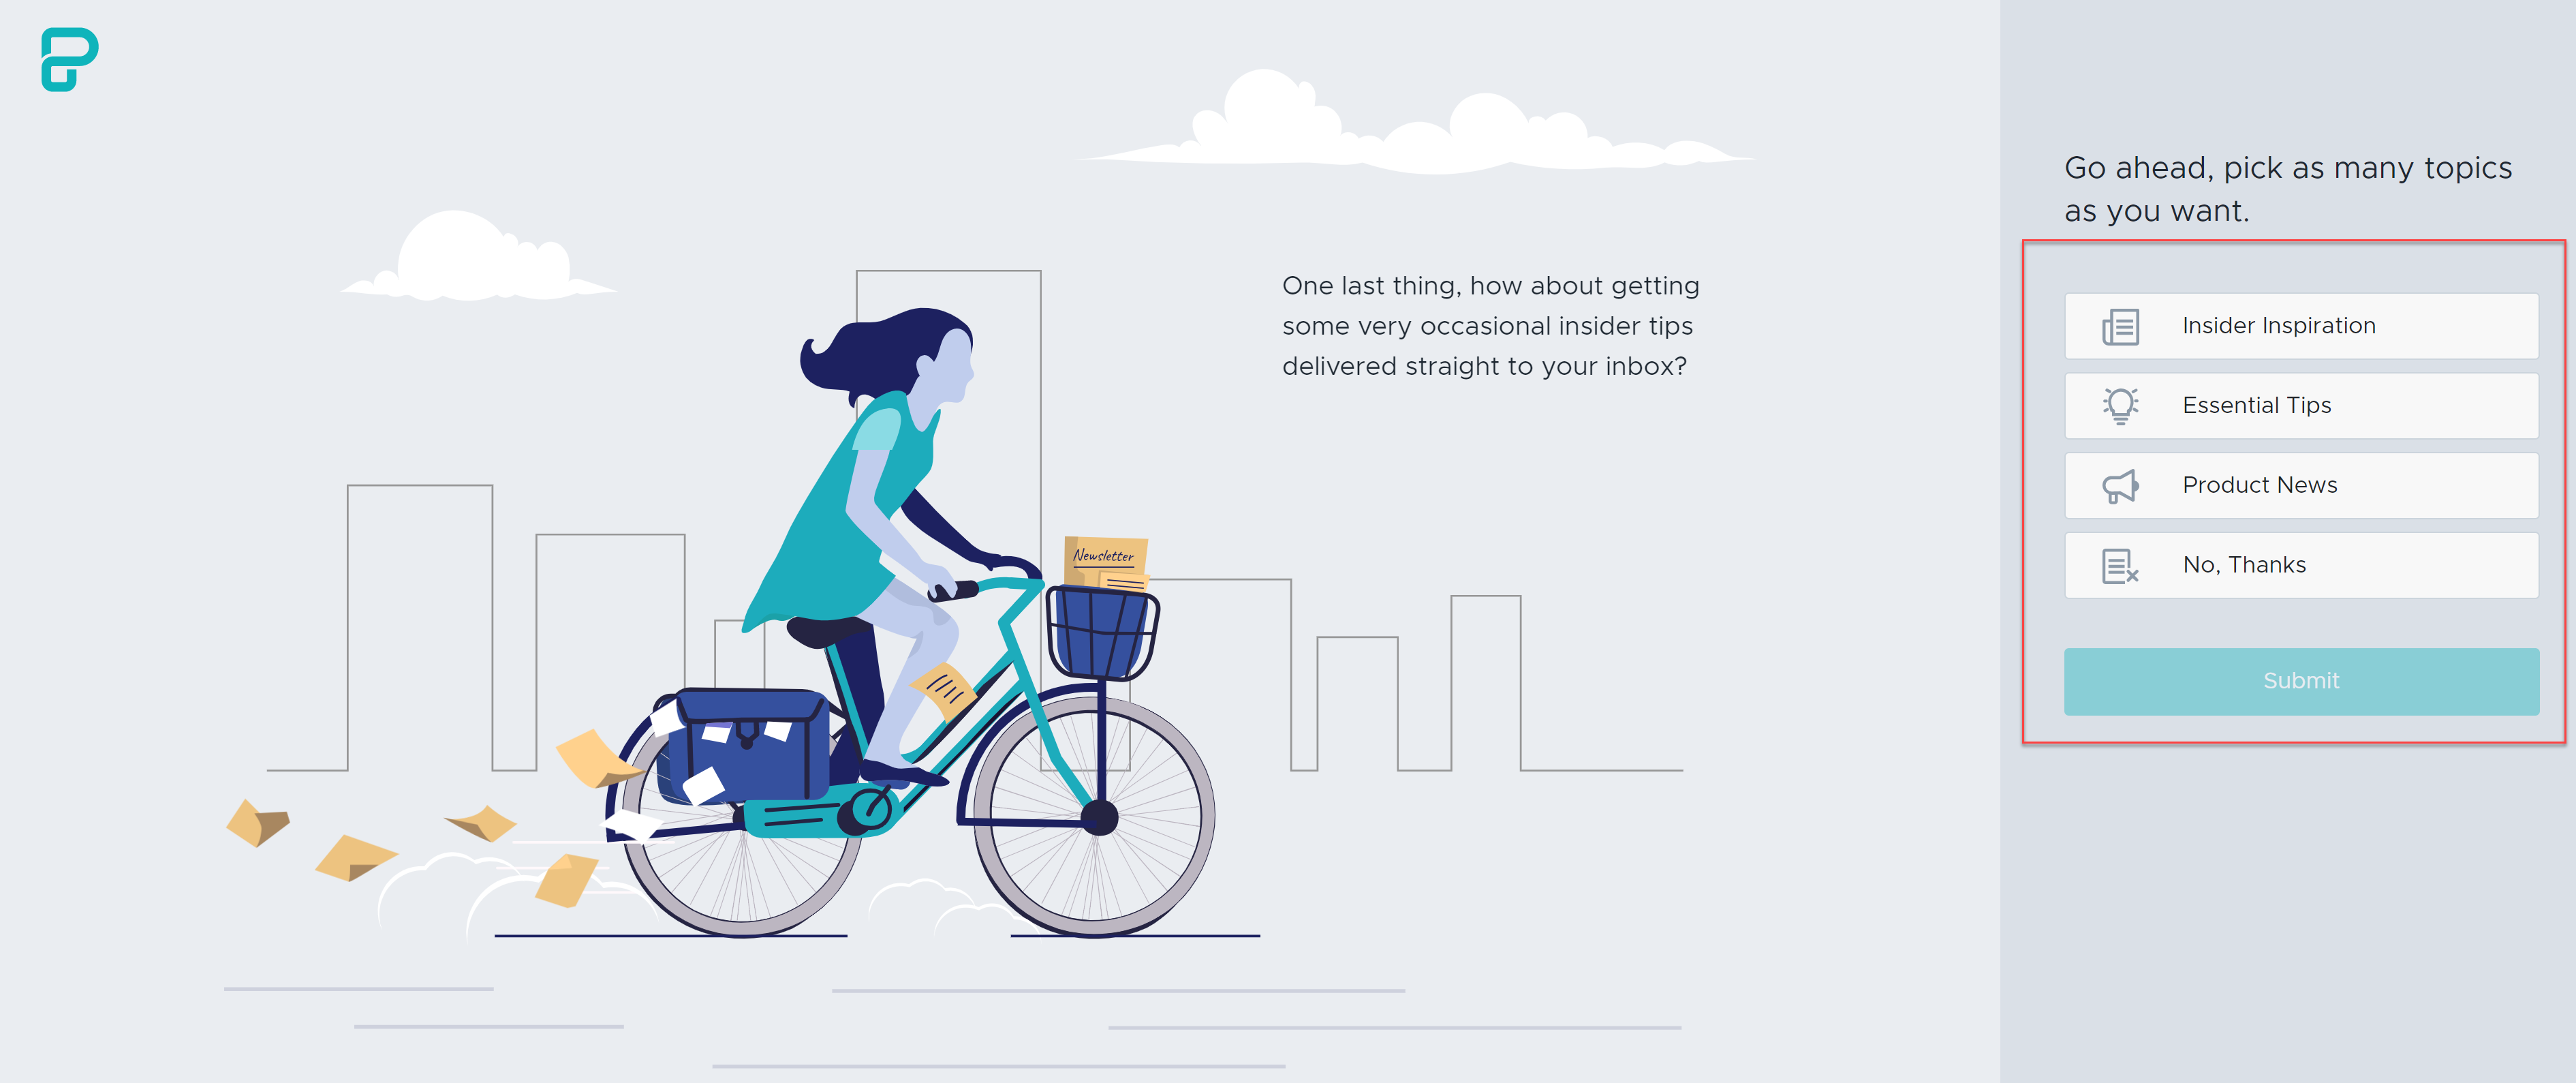 One last thing, how about getting
some very occasional insider tips
delivered straight to your inbox?
Newsletter
Go ahead, pick as many topics
as you want.
Insider Inspiration
Essential Tips
Product News
No, Thanks
Submit